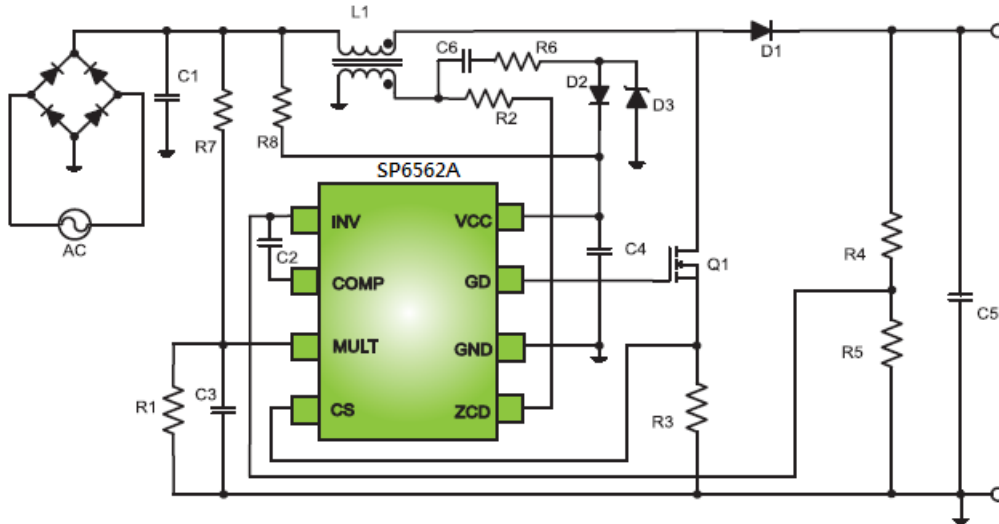 L1
C1
C6
R6
D1
D2
D3
R7
R8
R2
AC
SP6562A
INV
VCC
C2
C4
COMP
GD
Q1
R4
MULT
GND
C5
R5
R1
C3
CS
ZCD
R3